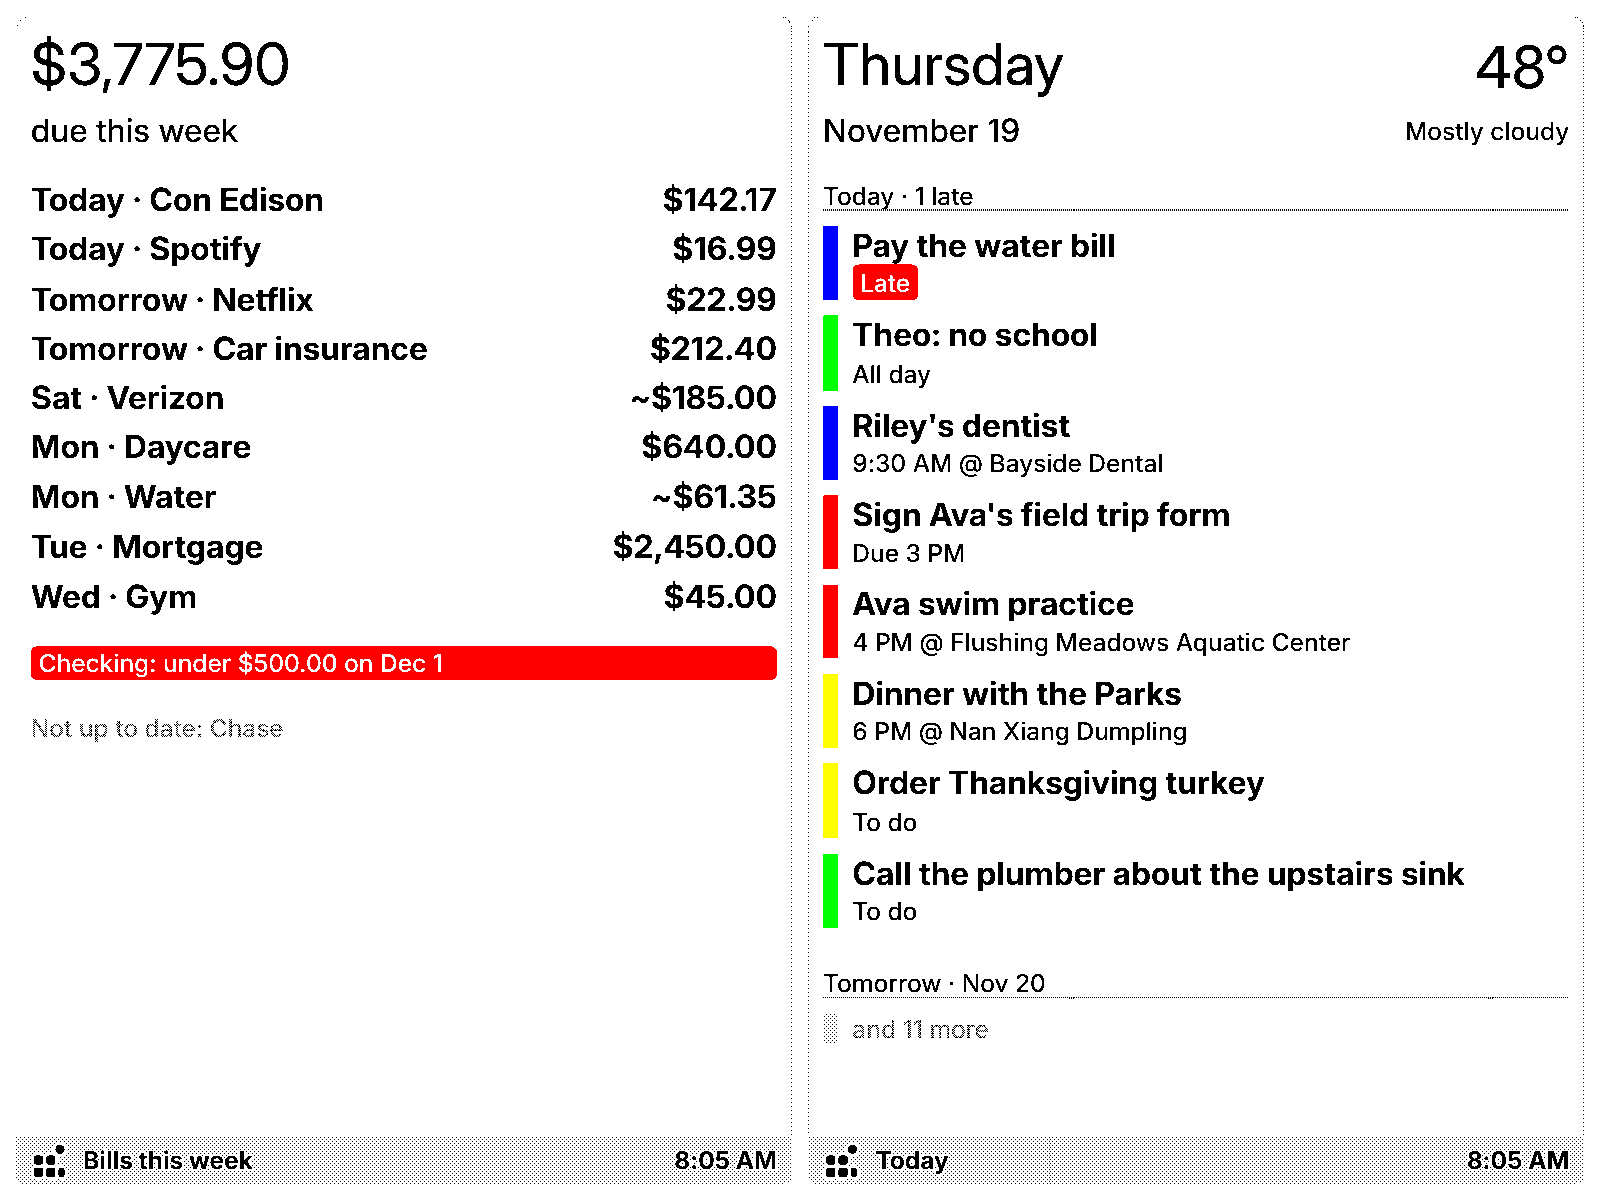 $3,775.90
due this week
Today · Con Edison $142.17
Today · Spotify $16.99
Tomorrow · Netflix $22.99
Tomorrow · Car insurance $212.40
Sat · Verizon ~$185.00
Mon · Daycare $640.00
Mon · Water ~$61.35
Tue · Mortgage $2,450.00
Wed · Gym $45.00
Checking: under $500.00 on Dec 1
Not up to date: Chase
Bills this week 8:05 AM
Thursday 48°
November 19 Mostly cloudy
Today · 1 late
Pay the water bill
Late
Theo: no school
All day
Riley's dentist
9:30 AM @ Bayside Dental
Sign Ava's field trip form
Due 3 PM
Ava swim practice
4 PM @ Flushing Meadows Aquatic Center
Dinner with the Parks
6 PM @ Nan Xiang Dumpling
Order Thanksgiving turkey
To do
Call the plumber about the upstairs sink
To do
Tomorrow · Nov 20
and 11 more
Today 8:05 AM